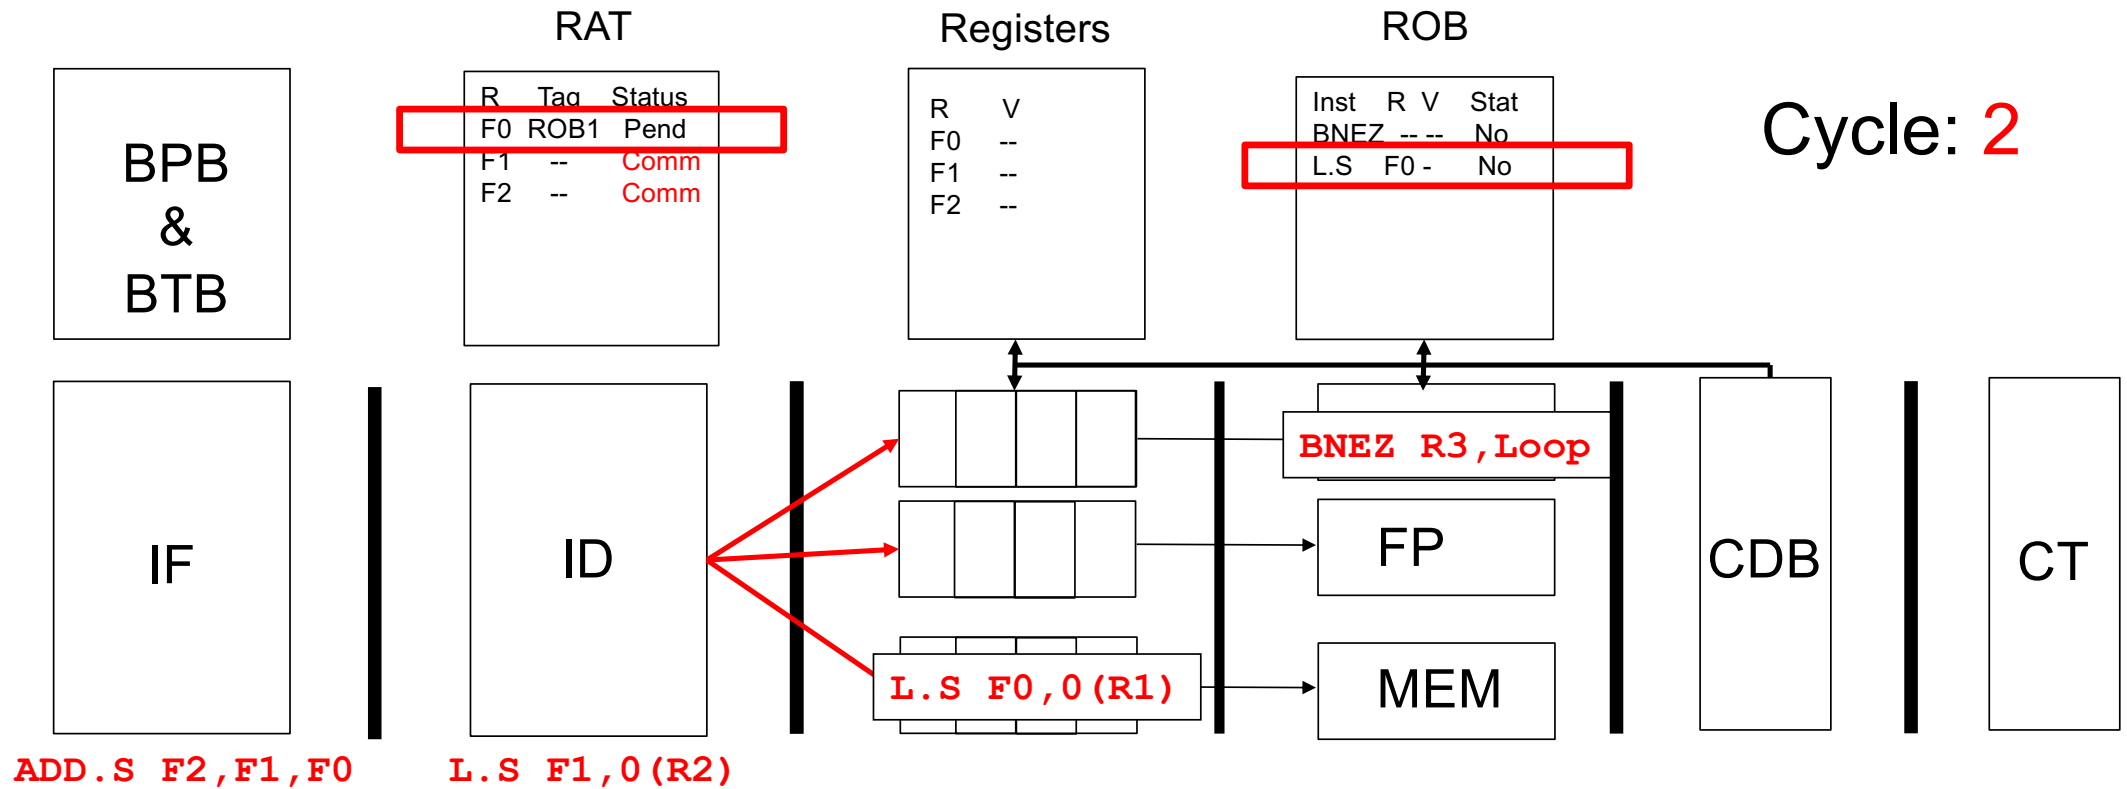 RAT
Registers
ROB
Cycle: 2
BPB
&
BTB
R Tag Status
F0 ROB1 Pend
F1 -- Comm
F2 -- Comm
R V
F0 --
F1 --
F2 --
Inst R V Stat
BNEZ -- -- No
L.S F0 - No
IF
ID
BNEZ R3,Loop
FP
L.S F0,0(R1)
MEM
CDB
CT
ADD.S F2,F1,F0
L.S F1,0(R2)